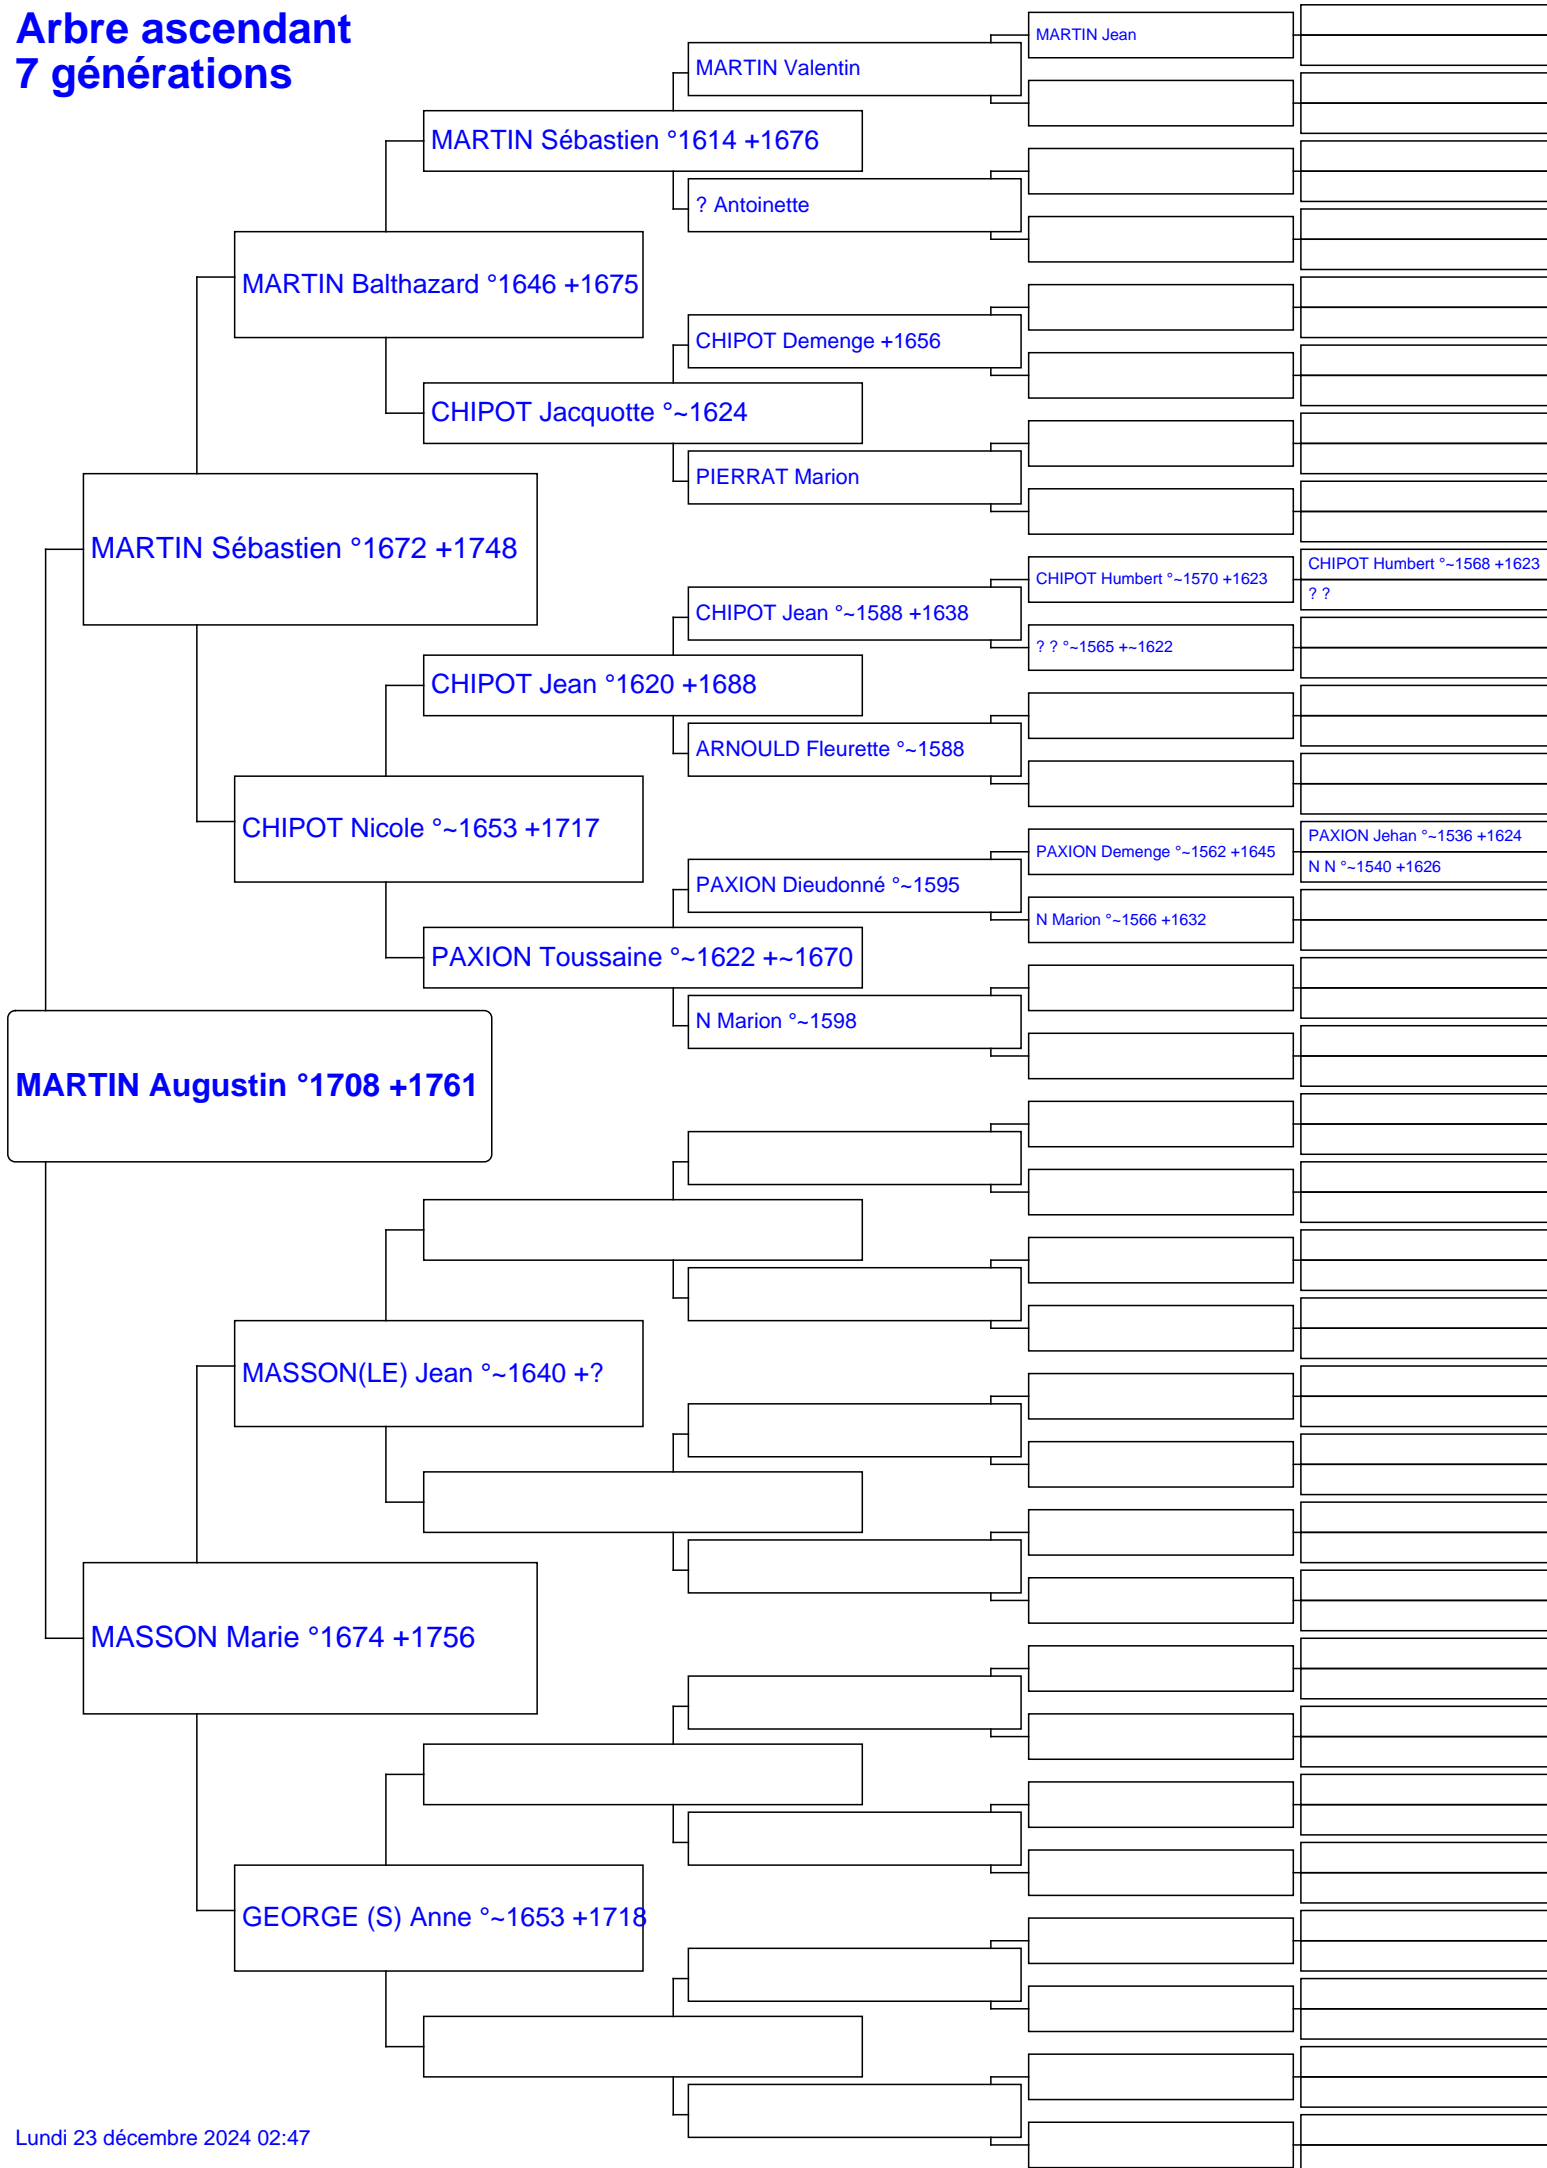 Arbre ascendant
7 générations
MARTIN Jean
MARTIN Valentin
MARTIN Sébastien °1614 +1676
? Antoinette
MARTIN Balthazard °1646 +1675
CHIPOT Demenge +1656
CHIPOT Jacquotte °~1624
PIERRAT Marion
MARTIN Sébastien °1672 +1748
CHIPOT Humbert °~1568 +1623
CHIPOT Humbert °~1570 +1623
? ?
CHIPOT Jean °~1588 +1638
? ? °~1565 +~1622
CHIPOT Jean °1620 +1688
ARNOULD Fleurette °~1588
CHIPOT Nicole °~1653 +1717
PAXION Jehan °~1536 +1624
PAXION Demenge °~1562 +1645
N N °~1540 +1626
PAXION Dieudonné °~1595
N Marion °~1566 +1632
PAXION Toussaine °~1622 +~1670
N Marion °~1598
MARTIN Augustin °1708 +1761
MASSON(LE) Jean °~1640 +?
MASSON Marie °1674 +1756
GEORGE (S) Anne °~1653 +1718
Lundi 23 décembre 2024 02:47